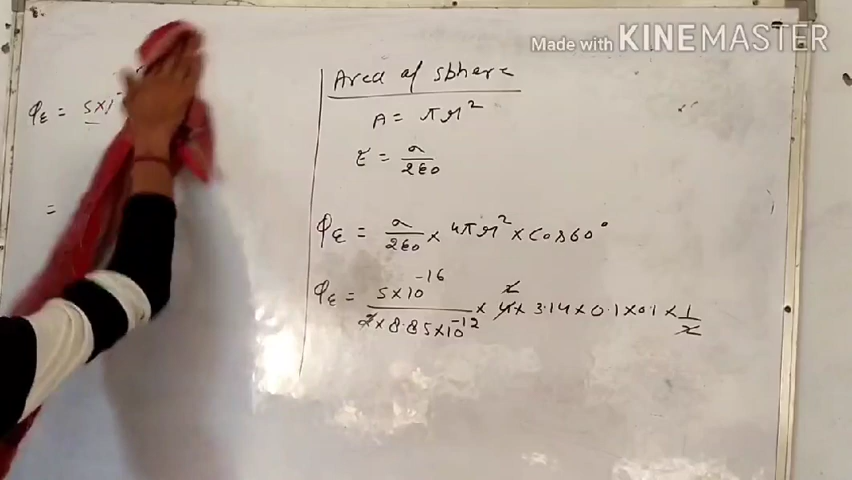 Made with KINEMASTER
φE = 5×1
=
Area of sphere
A = πr²
E = σ/2ε0
φE = σ/2ε0 × 4πr² × cos60°
φE = 5×10^-16/2×8.85×10^-12 × 4 × 3.14×0.1×0.1× 1/2